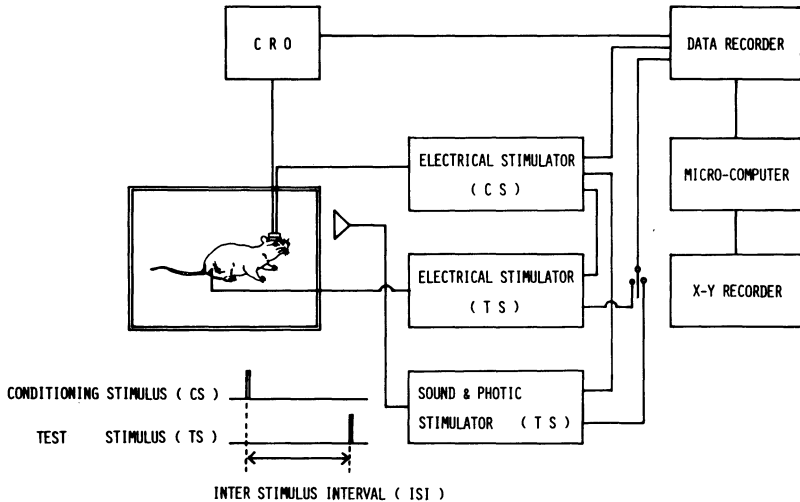 C R O
DATA RECORDER
ELECTRICAL STIMULATOR
( C S )
MICRO-COMPUTER
ELECTRICAL STIMULATOR
( T S )
X-Y RECORDER
SOUND & PHOTIC
STIMULATOR ( T S )
CONDITIONING STIMULUS ( CS )
TEST STIMULUS ( TS )
INTER STIMULUS INTERVAL ( ISI )